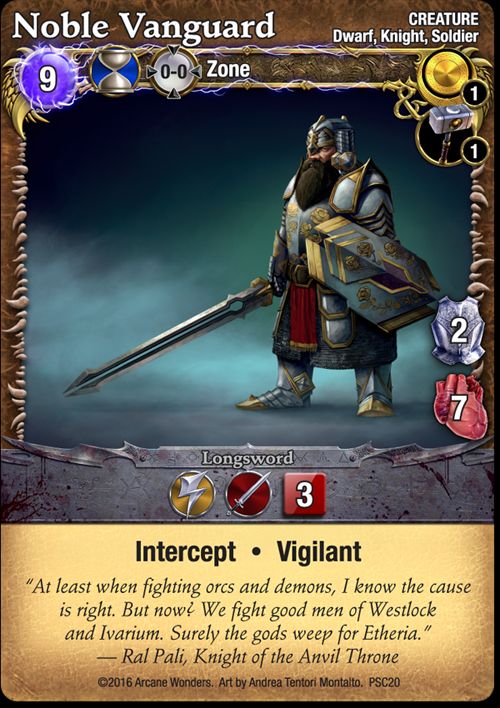 Noble Vanguard
CREATURE
Dwarf, Knight, Soldier
9
0-0
Zone
1
&
1
2
7
Longsword
3
Intercept • Vigilant
“At least when fighting orcs and demons, I know the cause
is right. But now? We fight good men of Westlock
and Ivarium. Surely the gods weep for Etheria.”
— Ral Pali, Knight of the Anvil Throne
©2016 Arcane Wonders. Art by Andrea Tentori Montalto. PSC20